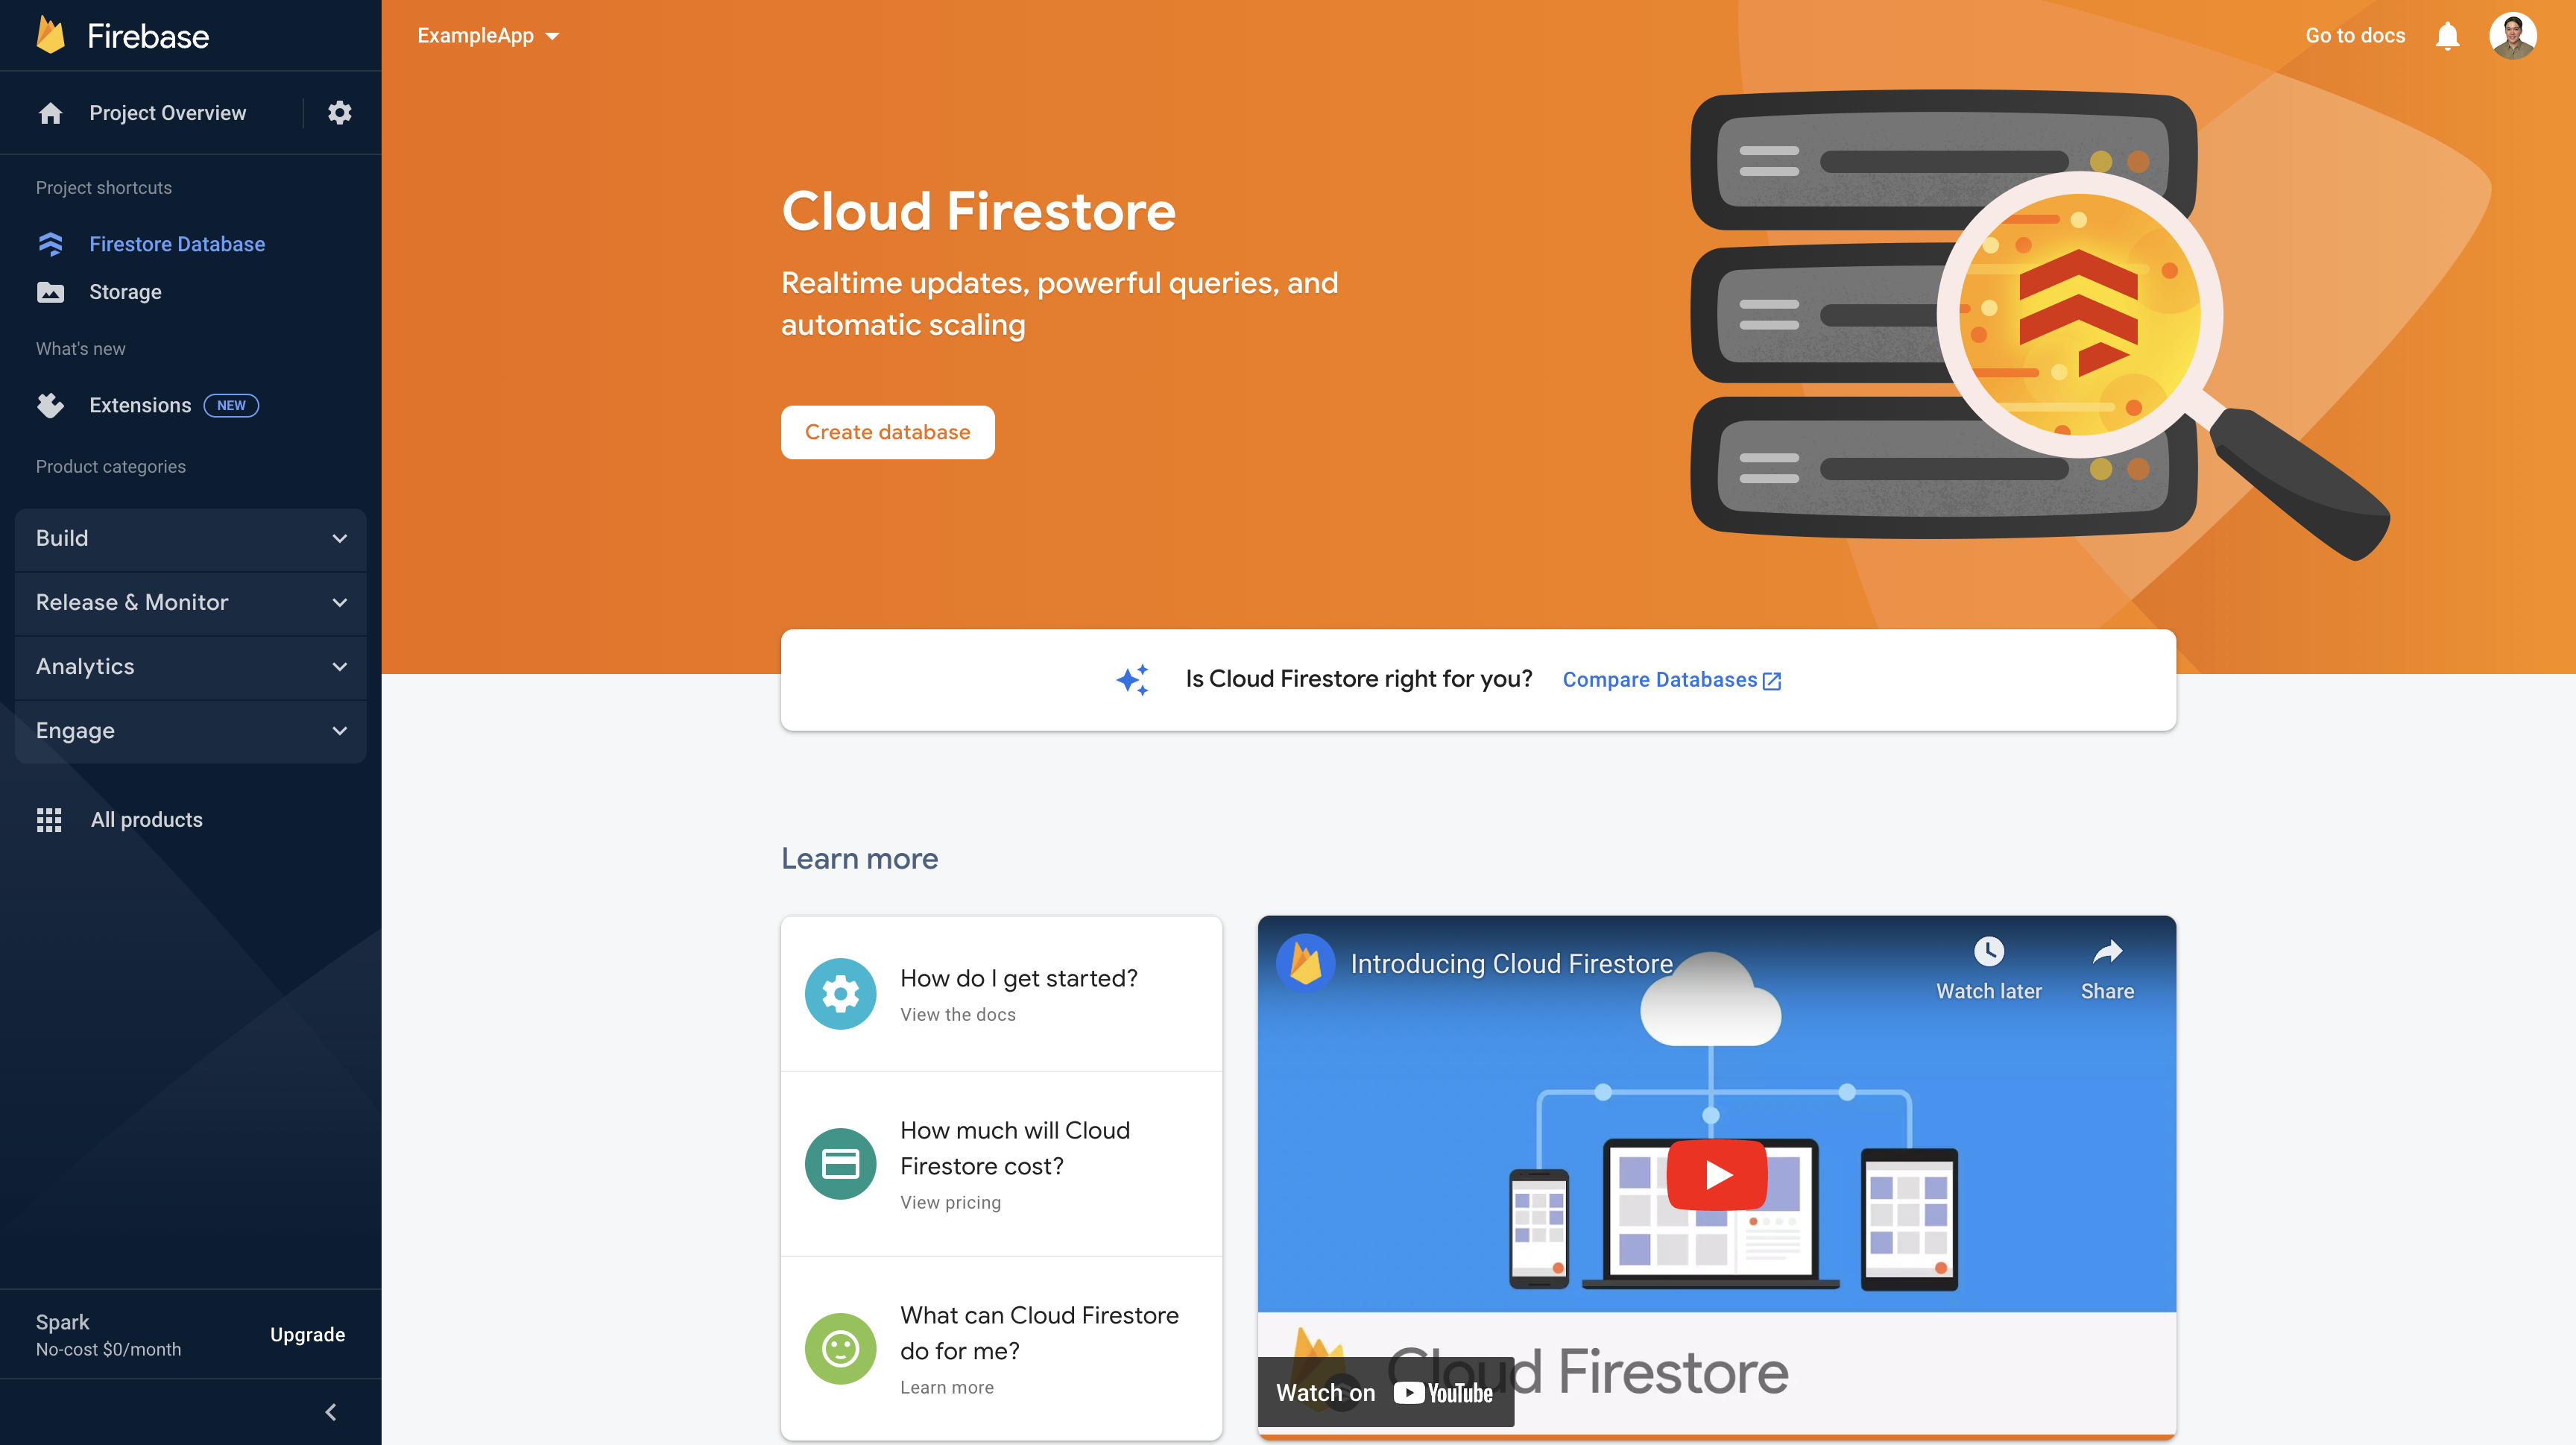 Firebase
Project Overview
Project shortcuts
Firestore Database
Storage
What's new
Extensions NEW
Product categories
Build
Release & Monitor
Analytics
Engage
All products
Spark
No-cost $0/month
Upgrade
ExampleApp
Go to docs
Cloud Firestore
Realtime updates, powerful queries, and
automatic scaling
Create database
Is Cloud Firestore right for you? Compare Databases
Learn more
How do I get started?
View the docs
How much will Cloud
Firestore cost?
View pricing
What can Cloud Firestore
do for me?
Learn more
Introducing Cloud Firestore
Watch later
Share
Cloud Firestore
Watch on YouTube